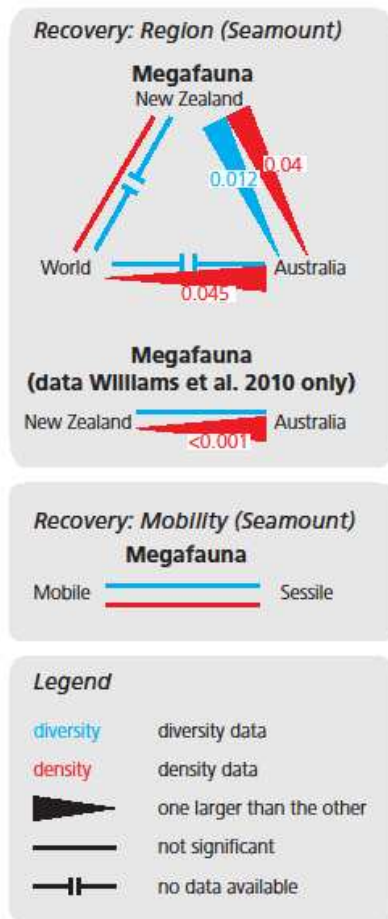 Recovery: Region (Seamount)
Megafauna
New Zealand
0.012
0.04
World
Australia
0.045
Megafauna
(data Williams et al. 2010 only)
New Zealand
Australia
<0.001
Recovery: Mobility (Seamount)
Megafauna
Mobile
Sessile
Legend
diversity diversity data
density density data
one larger than the other
not significant
no data available